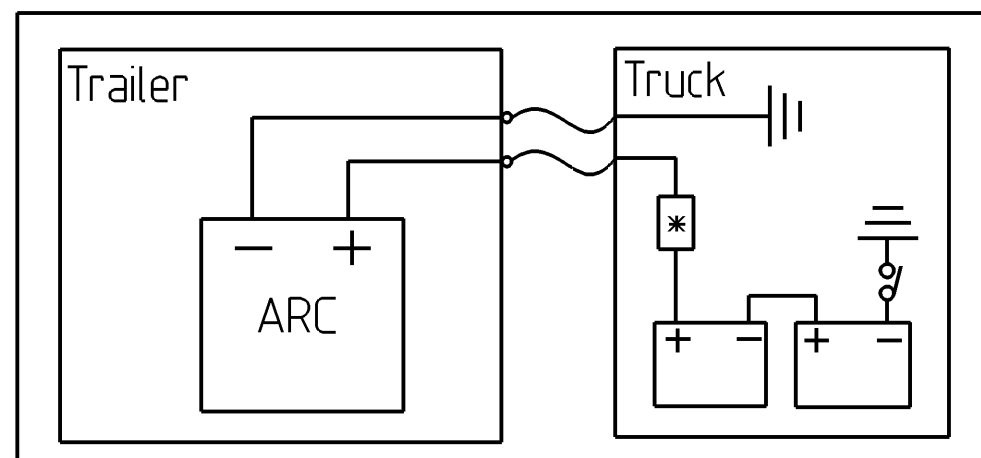 Trailer
Truck
— +
ARC
*
+ — + —